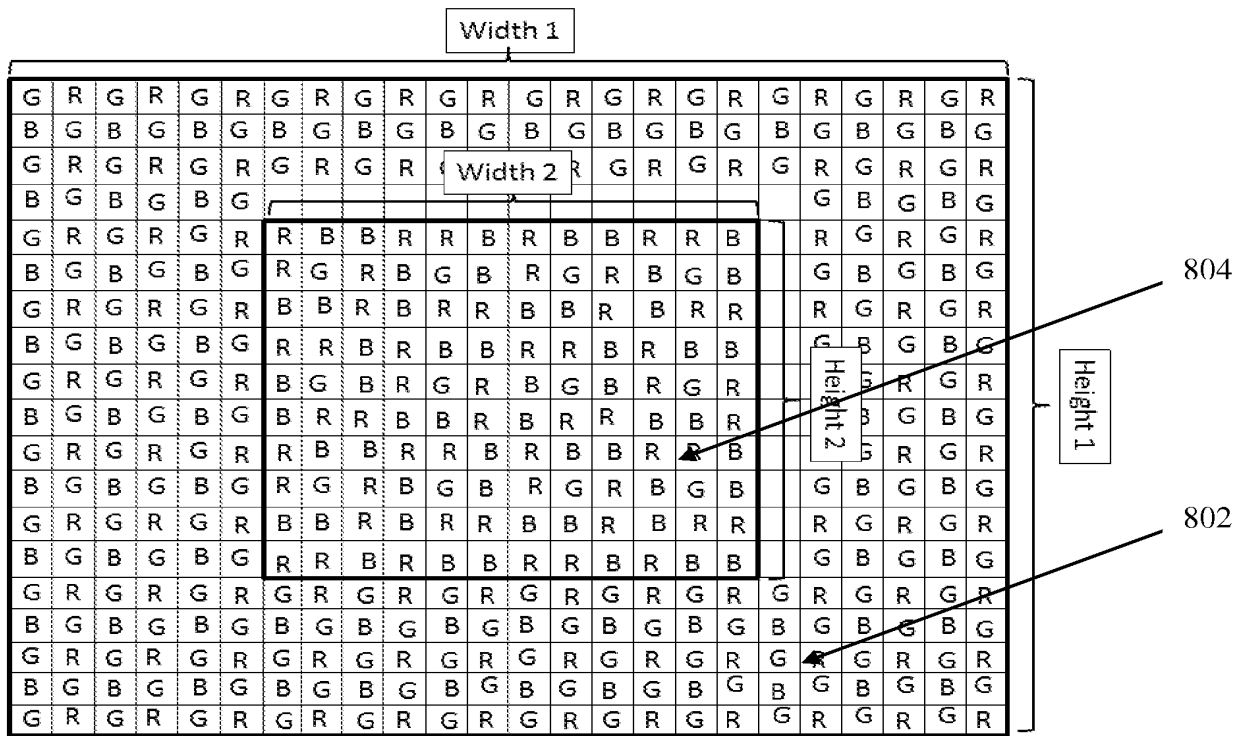 Width 1
G R G R G R G R G R G R G R G R G R G R G R G R
B G B G B G B G B G B G B G B G B G B G B G B G
G R G R G R G R G R R G R G R G R G R G R
Width 2
B G B G B G G B G B G
G R G R G R R B B R R B R B B R R B R G R G R
B G B G B G R G R B G B R G R B G B G B G B G
804
G R G R G R B B R B R R B B R B R R R G R G R
B G B G B G R R B R B B R R B R B B G B G B G
G R G R G R B G B R G R B G B R G R G R G R
Height 2
Height 1
B G B G B G B R R B B R B R R B B R B G B G
G R G R G R R B B R R B R B B R R B G R G R
B G B G B G R G R B G B R G R B G B G B G B G
802
G R G R G R B B R B R R B B R B R R R G R G R
B G B G B G R R B R B B R R B R B B G B G B G
G R G R G R G R G R G R G R G R G R G R G R G R
B G B G B G B G B G B G B G B G B G B G B G B G
G R G R G R G R G R G R G R G R G R G R G R G R
B G B G B G B G B G B G B G B G B G B G B G B G
G R G R G R G R G R G R G R G R G R G R G R G R